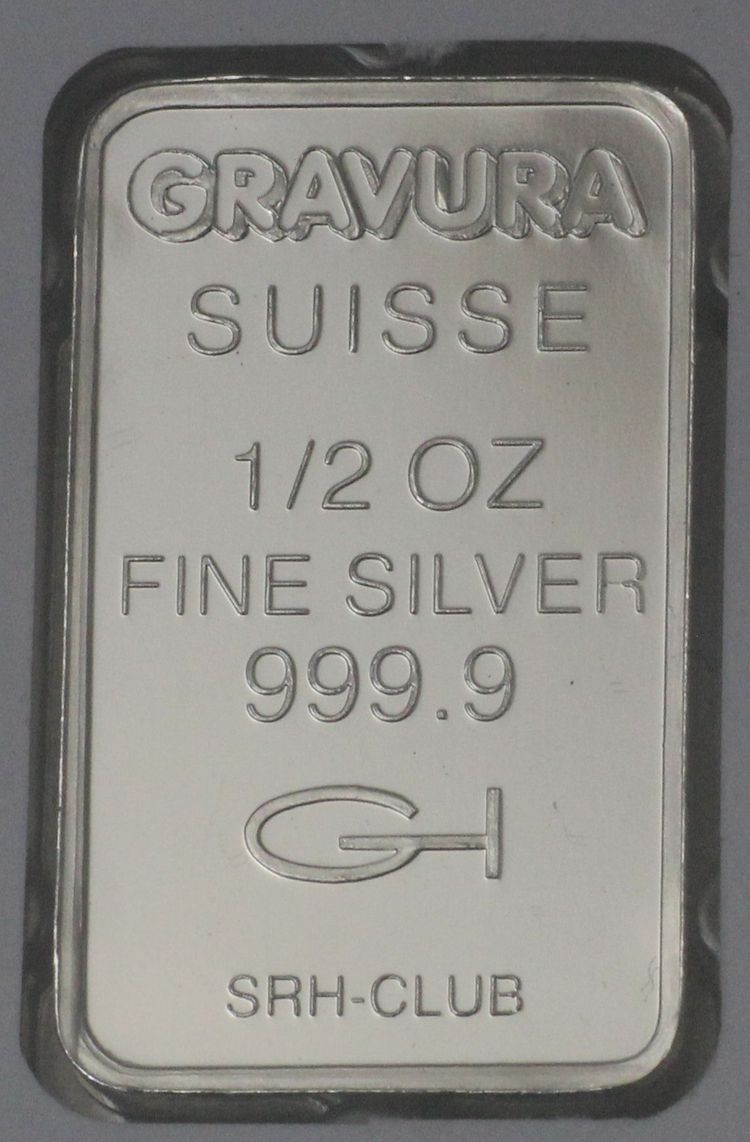 GRAVURA
SUISSE
1/2 OZ
FINE SILVER
999.9
SRH-CLUB